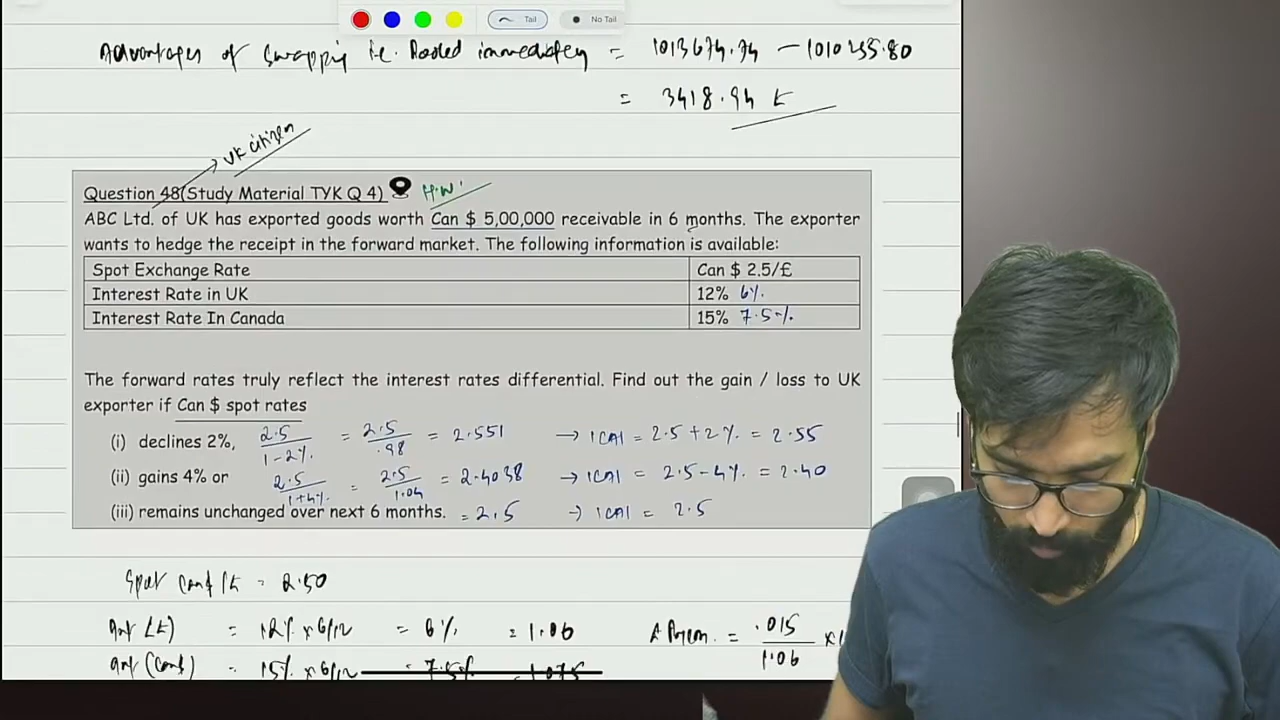 Tail No Tail
Advantages of swapping i.e. Booked immediately = 1013674.74 – 1010255.80
= 3418.94 £
→ UK citizen
Question 48(Study Material TYK Q 4) H.W.
ABC Ltd. of UK has exported goods worth Can $ 5,00,000 receivable in 6 months. The exporter
wants to hedge the receipt in the forward market. The following information is available:
Spot Exchange Rate Can $ 2.5/£
Interest Rate in UK 12% 6%
Interest Rate In Canada 15% 7.5%
The forward rates truly reflect the interest rates differential. Find out the gain / loss to UK
exporter if Can $ spot rates
(i) declines 2%, 2.5/1-2% = 2.5/.98 = 2.551 → ICAI = 2.5+2% = 2.55
(ii) gains 4% or 2.5/1+4% = 2.5/1.04 = 2.4038 → ICAI = 2.5-4% = 2.40
(iii) remains unchanged over next 6 months. = 2.5 → ICAI = 2.5
Spot Can$/£ = 2.50
Int (£) = 12% × 6/12 = 6% = 1.06 A Prem. = .015/1.06 ×
Int (Can$) = 15% × 6/12 = 7.5% = 1.075